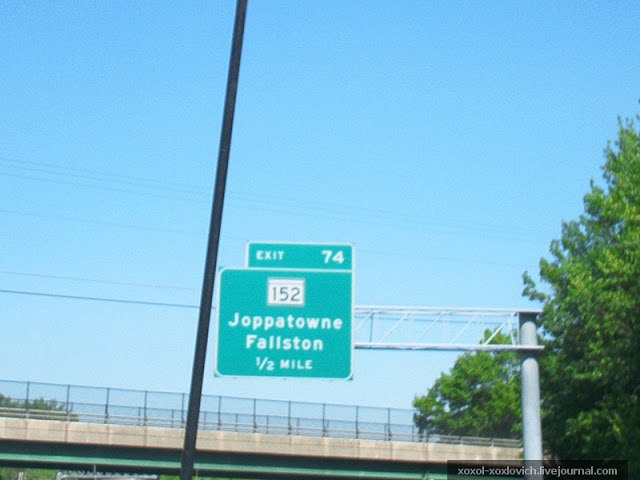 EXIT 74
152
Joppatowne
Fallston
1/2 MILE
xoxol-xoxlovich.livejournal.com